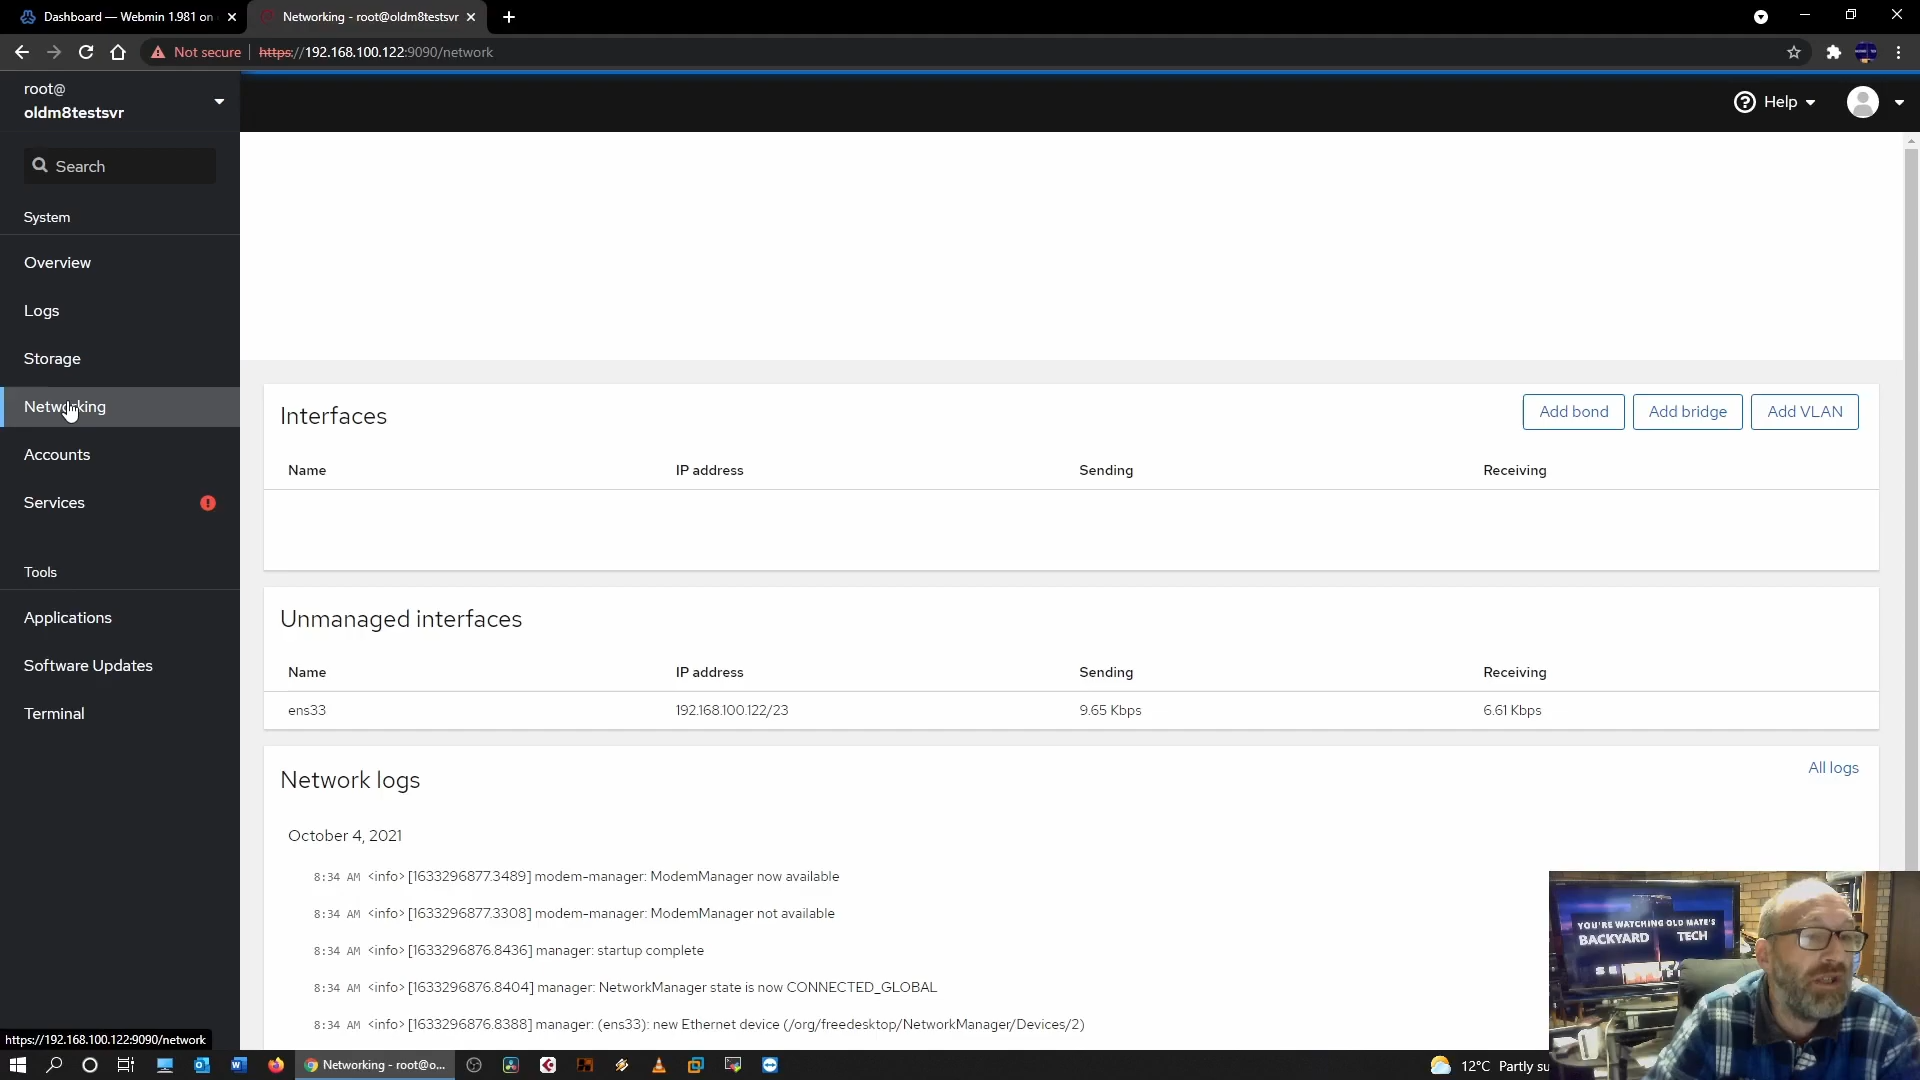 Dashboard — Webmin 1.981 on
Networking - root@oldm8testsvr
Not secure
https://192.168.100.122:9090/network
root@
oldm8testsvr
Help
Search
System
Overview
Logs
Storage
Networking
Accounts
Services
Tools
Applications
Software Updates
Terminal
Interfaces
Add bond
Add bridge
Add VLAN
Name IP address Sending Receiving
Unmanaged interfaces
Name IP address Sending Receiving
ens33 192.168.100.122/23 9.65 Kbps 6.61 Kbps
Network logs
All logs
October 4, 2021
8:34 AM <info> [1633296877.3489] modem-manager: ModemManager now available
8:34 AM <info> [1633296877.3308] modem-manager: ModemManager not available
8:34 AM <info> [1633296876.8436] manager: startup complete
8:34 AM <info> [1633296876.8404] manager: NetworkManager state is now CONNECTED_GLOBAL
8:34 AM <info> [1633296876.8388] manager: (ens33): new Ethernet device (/org/freedesktop/NetworkManager/Devices/2)
YOU'RE WATCHING OLD MATE'S
BACKYARD TECH
https://192.168.100.122:9090/network
Networking - root@o...
12°C Partly su